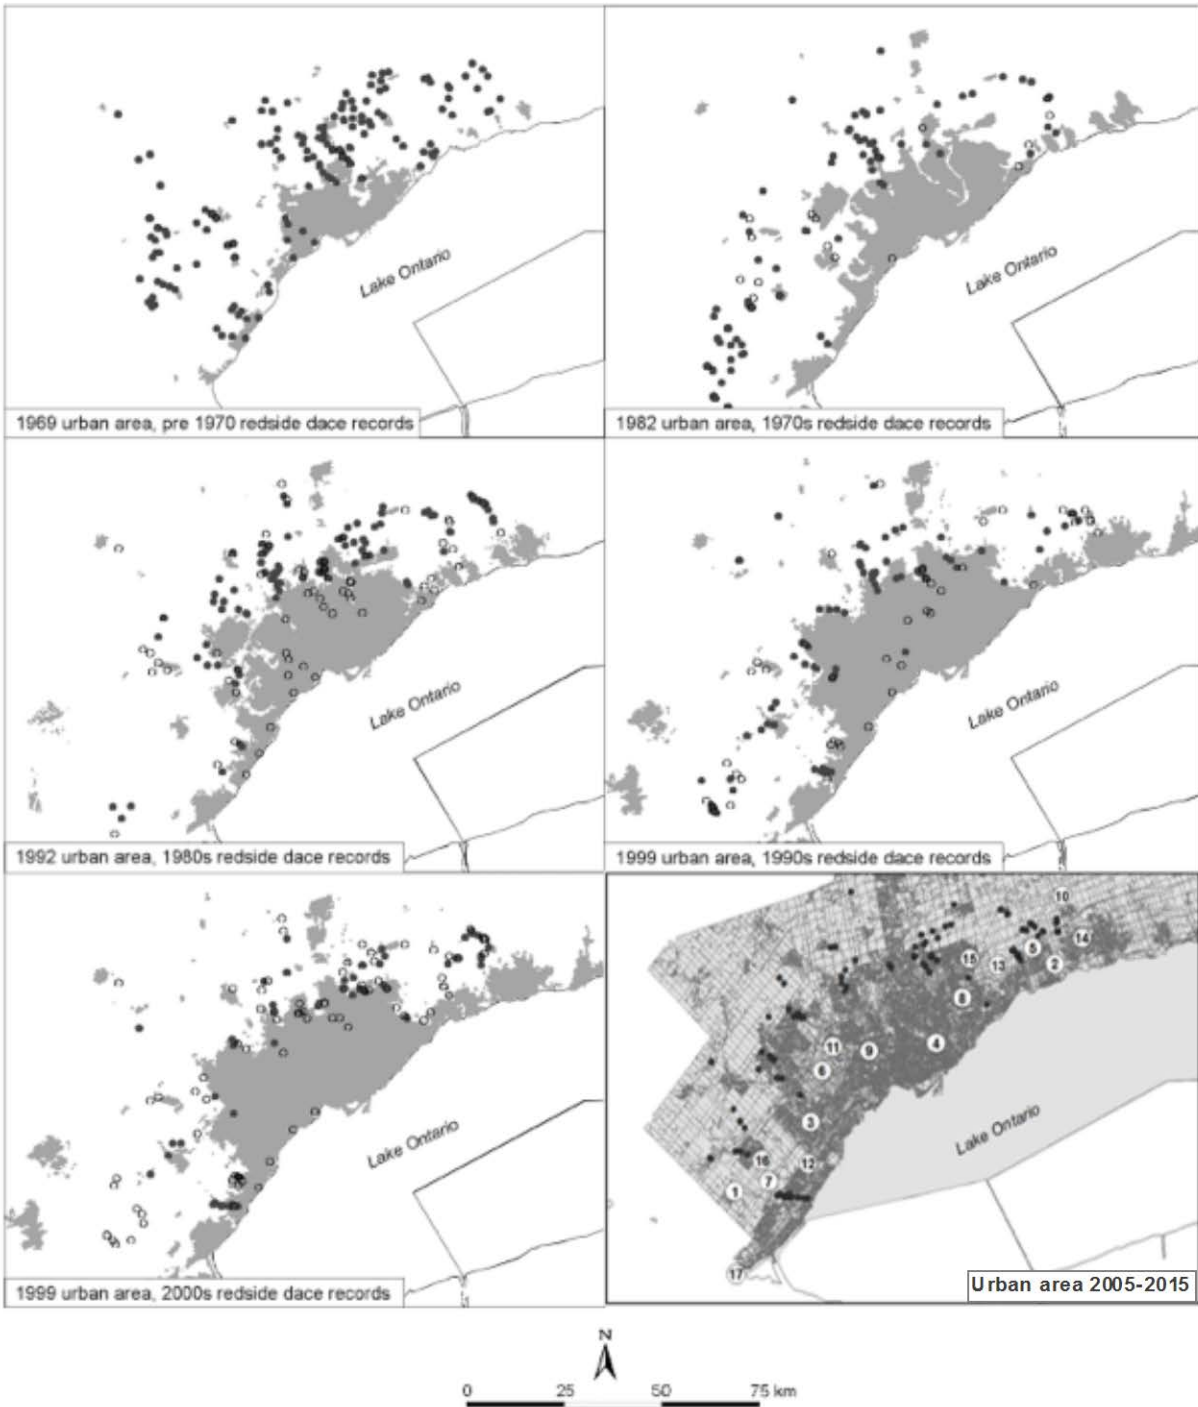 Lake Ontario
1969 urban area, pre 1970 redside dace records
Lake Ontario
1982 urban area, 1970s redside dace records
Lake Ontario
1992 urban area, 1980s redside dace records
Lake Ontario
1999 urban area, 1990s redside dace records
Lake Ontario
1999 urban area, 2000s redside dace records
10
14
5
15
13
2
8
4
11
9
6
3
16
12
7
1
17
Lake Ontario
Urban area 2005-2015
N
0 25 50 75 km